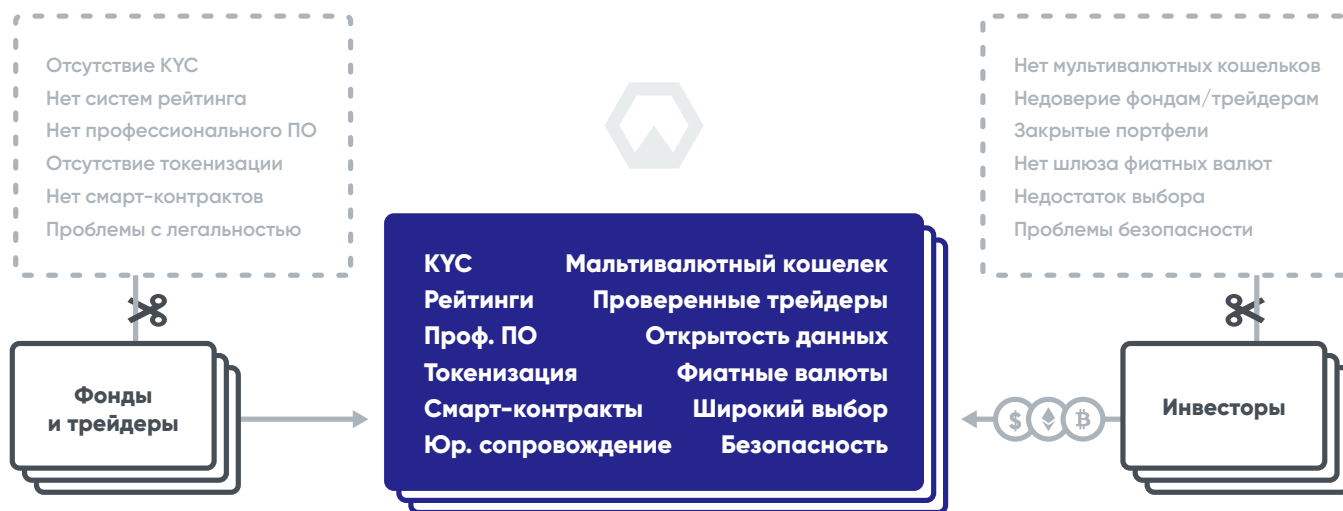 Отсутствие KYC
Нет систем рейтинга
Нет профессионального ПО
Отсутствие токенизации
Нет смарт-контрактов
Проблемы с легальностью
Фонды
и трейдеры
KYC Мальтивалютный кошелек
Рейтинги Проверенные трейдеры
Проф. ПО Открытость данных
Токенизация Фиатные валюты
Смарт-контракты Широкий выбор
Юр. сопровождение Безопасность
Нет мультивалютных кошельков
Недоверие фондам/трейдерам
Закрытые портфели
Нет шлюза фиатных валют
Недостаток выбора
Проблемы безопасности
Инвесторы